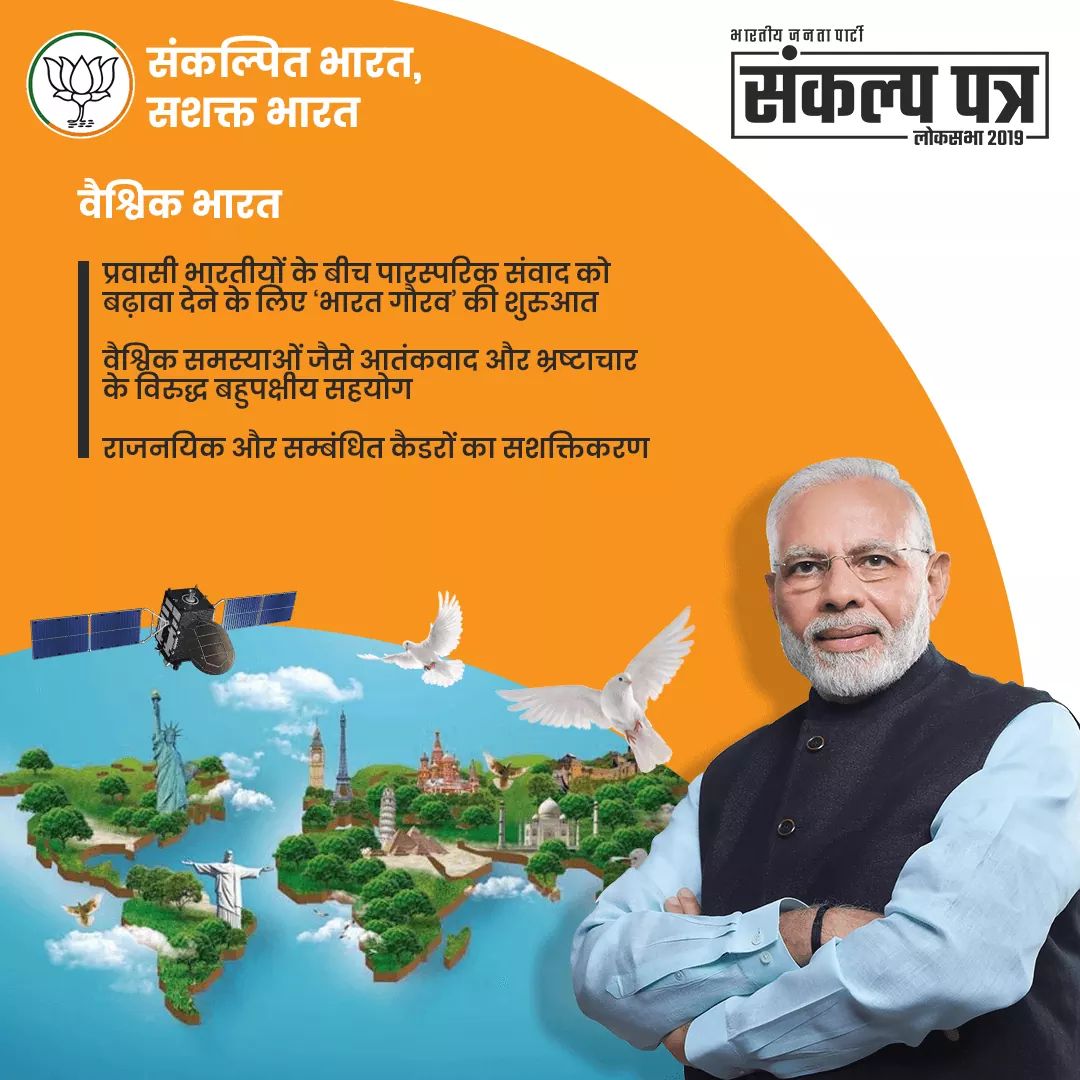 संकल्पित भारत,
सशक्त भारत
भारतीय जनता पार्टी
संकल्प पत्र
लोकसभा 2019
वैश्विक भारत
प्रवासी भारतीयों के बीच पारस्परिक संवाद को
बढ़ावा देने के लिए ‘भारत गौरव’ की शुरुआत
वैश्विक समस्याओं जैसे आतंकवाद और भ्रष्टाचार
के विरुद्ध बहुपक्षीय सहयोग
राजनयिक और सम्बंधित कैडरों का सशक्तिकरण